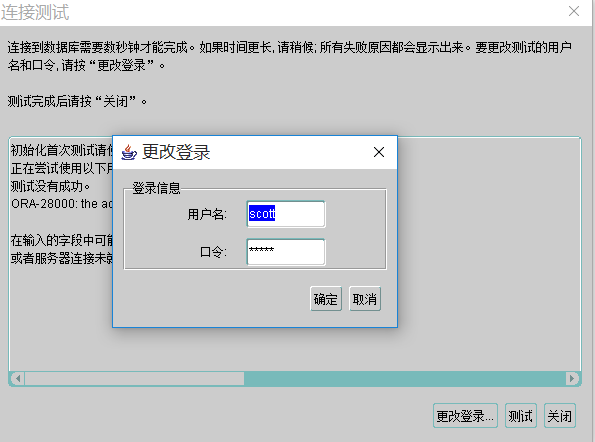 连接测试
连接到数据库需要数秒钟才能完成。如果时间更长,请稍候; 所有失败原因都会显示出来。要更改测试的用户
名和口令, 请按 “更改登录” 。
测试完成后请按 “关闭” 。
初始化首次测试请
正在尝试使用以下
测试没有成功。
ORA-28000: the ac
在输入的字段中可
或者服务器连接未
更改登录
登录信息
用户名:
scott
口令:
*****
确定
取消
更改登录...
测试
关闭